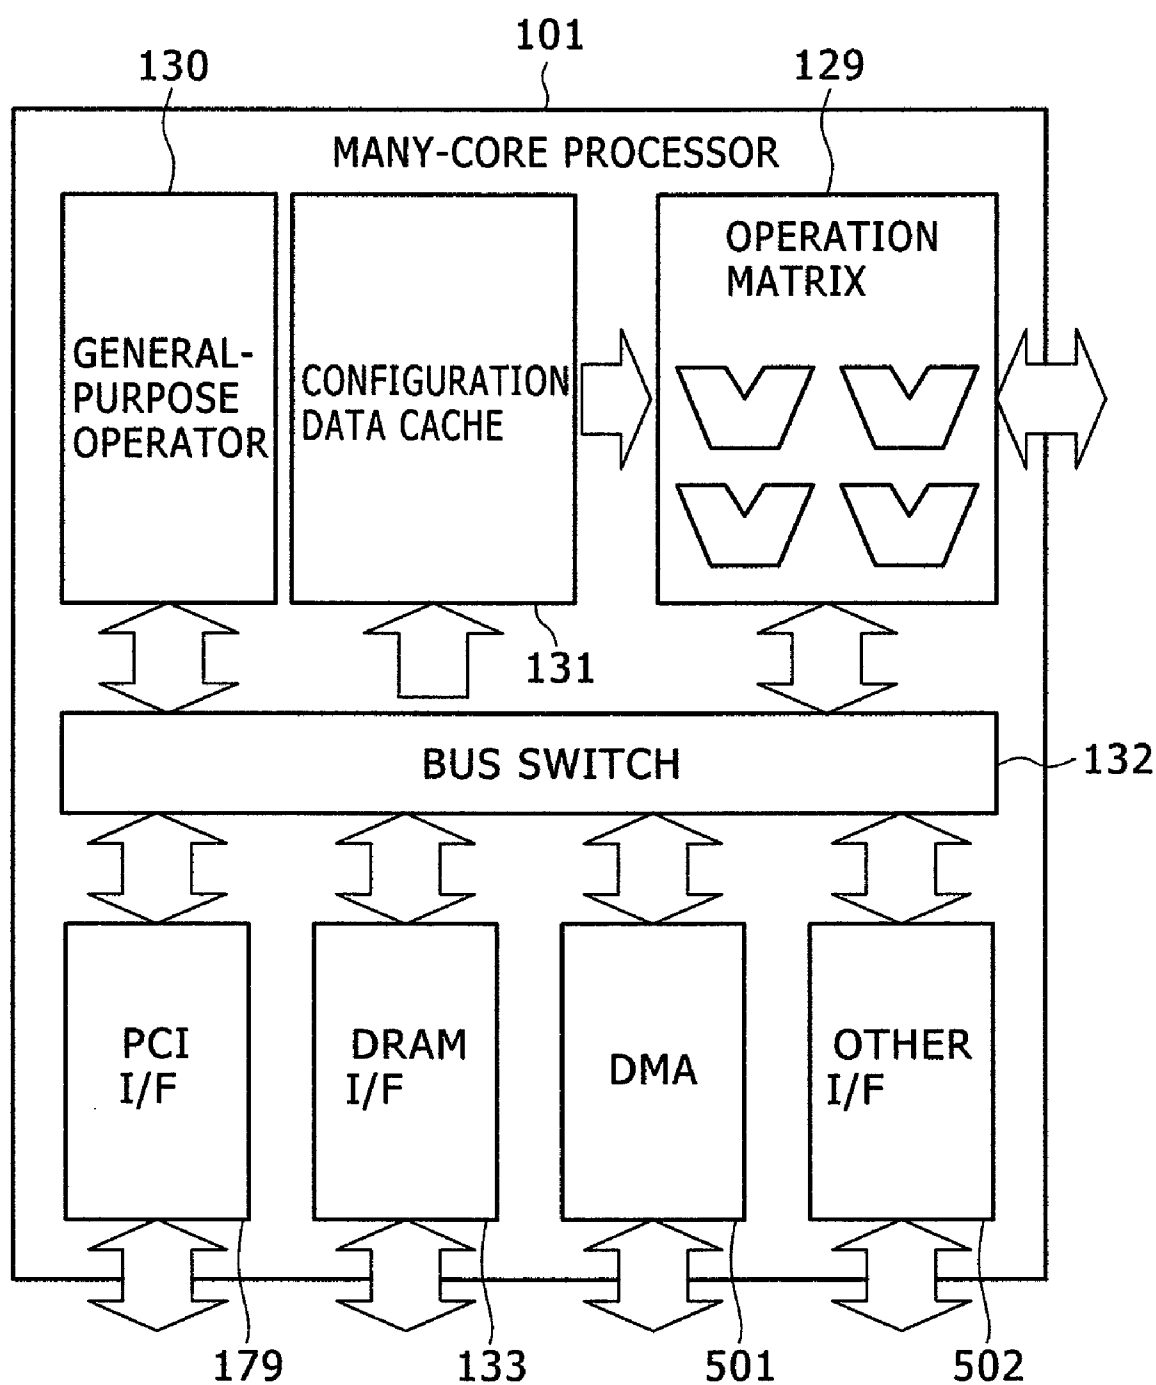 101
130
129
MANY-CORE PROCESSOR
GENERAL-
PURPOSE
OPERATOR
CONFIGURATION
DATA CACHE
OPERATION
MATRIX
131
BUS SWITCH
132
PCI
I/F
DRAM
I/F
DMA
OTHER
I/F
179
133
501
502